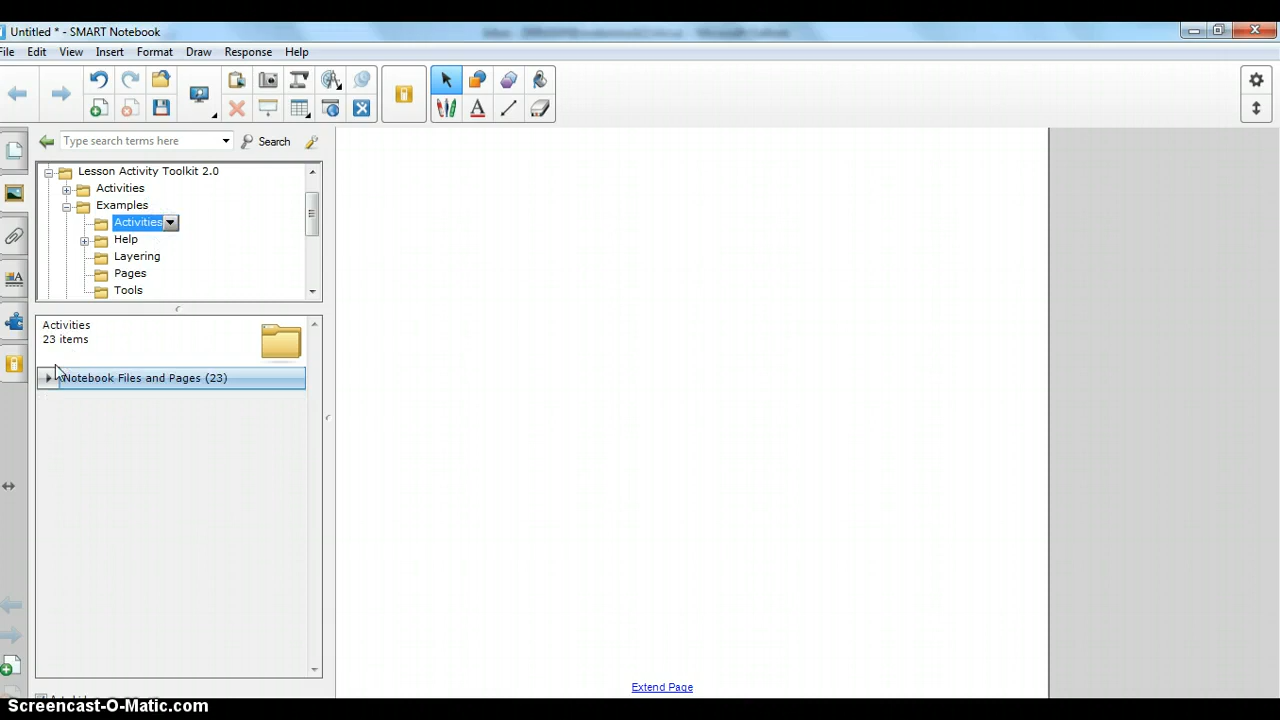 Untitled * - SMART Notebook
File Edit View Insert Format Draw Response Help
Type search terms here
Search
Lesson Activity Toolkit 2.0
Activities
Examples
Activities
Help
Layering
Pages
Tools
Activities
23 items
Notebook Files and Pages (23)
Extend Page
Screencast-O-Matic.com